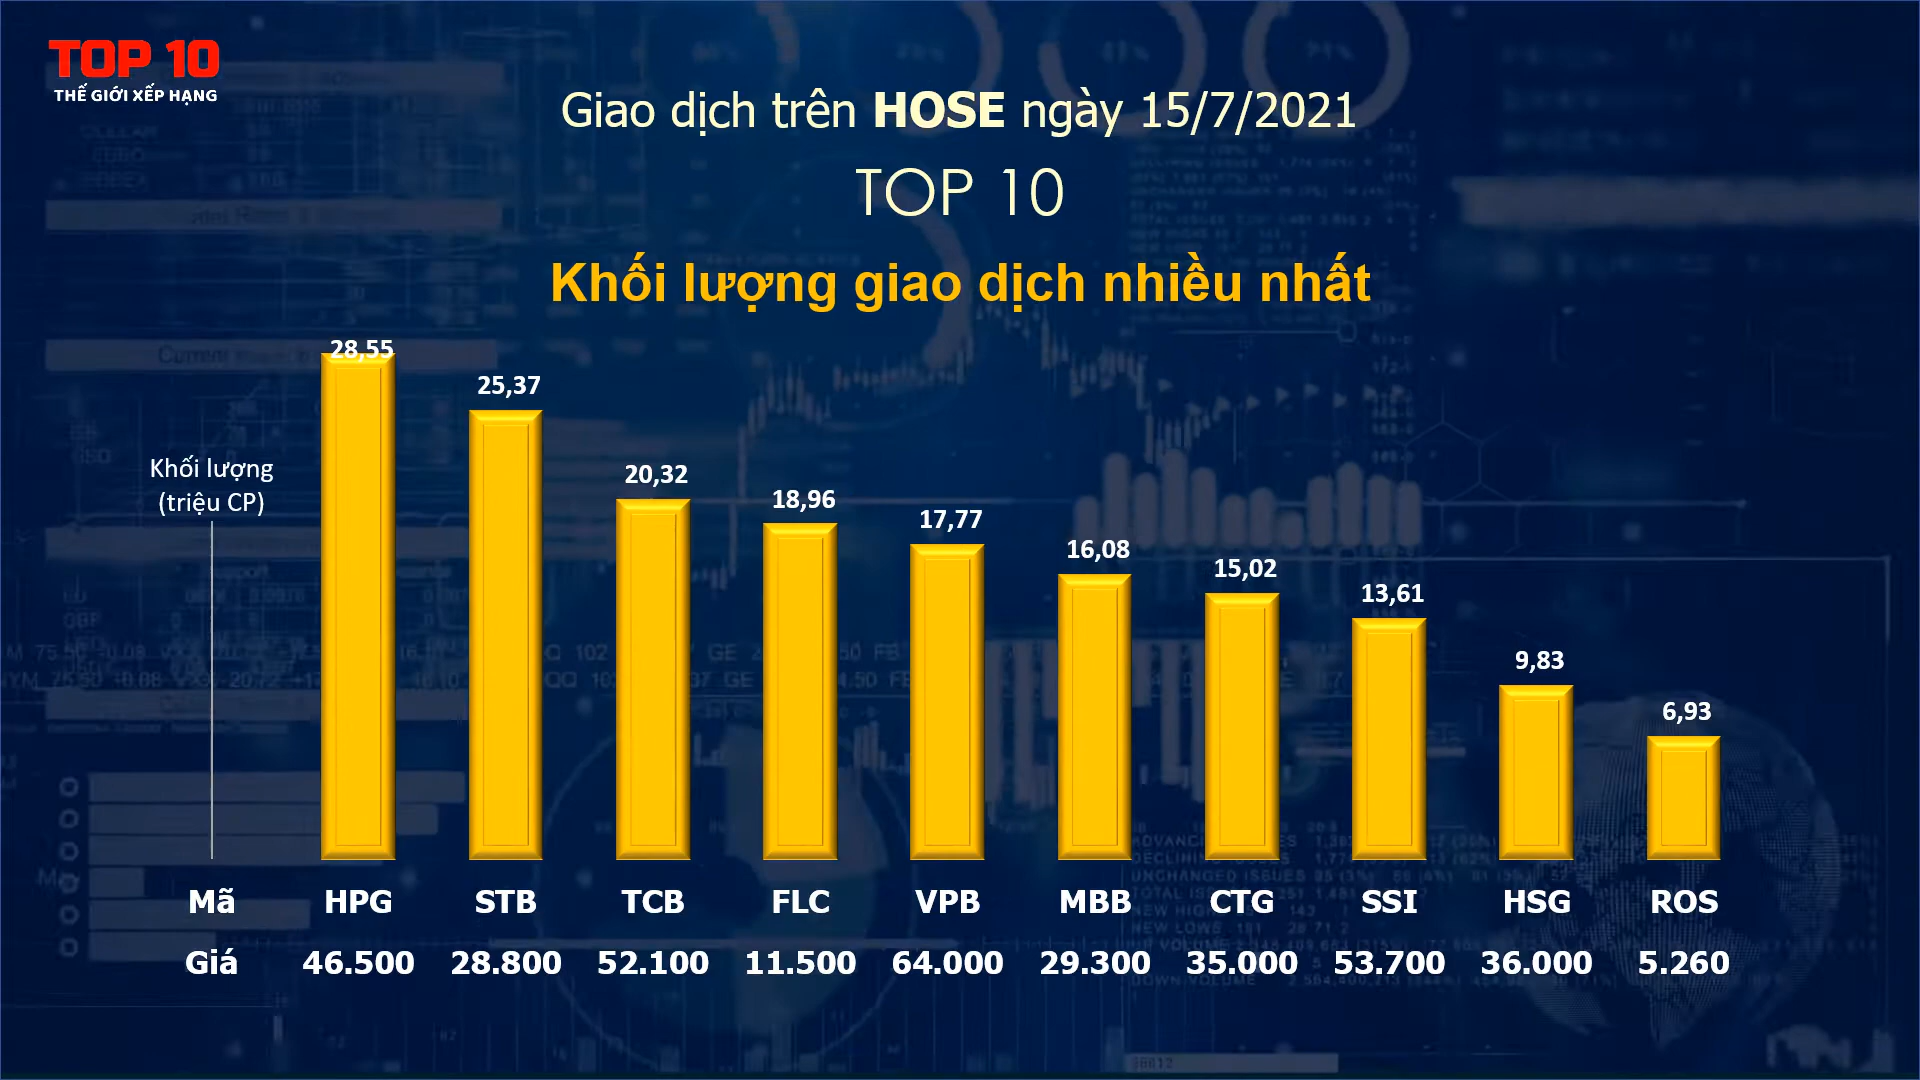 TOP 10
THẾ GIỚI XẾP HẠNG
Giao dịch trên HOSE ngày 15/7/2021
TOP 10
Khối lượng giao dịch nhiều nhất
28,55
25,37
20,32
18,96
17,77
16,08
15,02
13,61
9,83
6,93
Khối lượng
(triệu CP)
Mã HPG STB TCB FLC VPB MBB CTG SSI HSG ROS
Giá 46.500 28.800 52.100 11.500 64.000 29.300 35.000 53.700 36.000 5.260